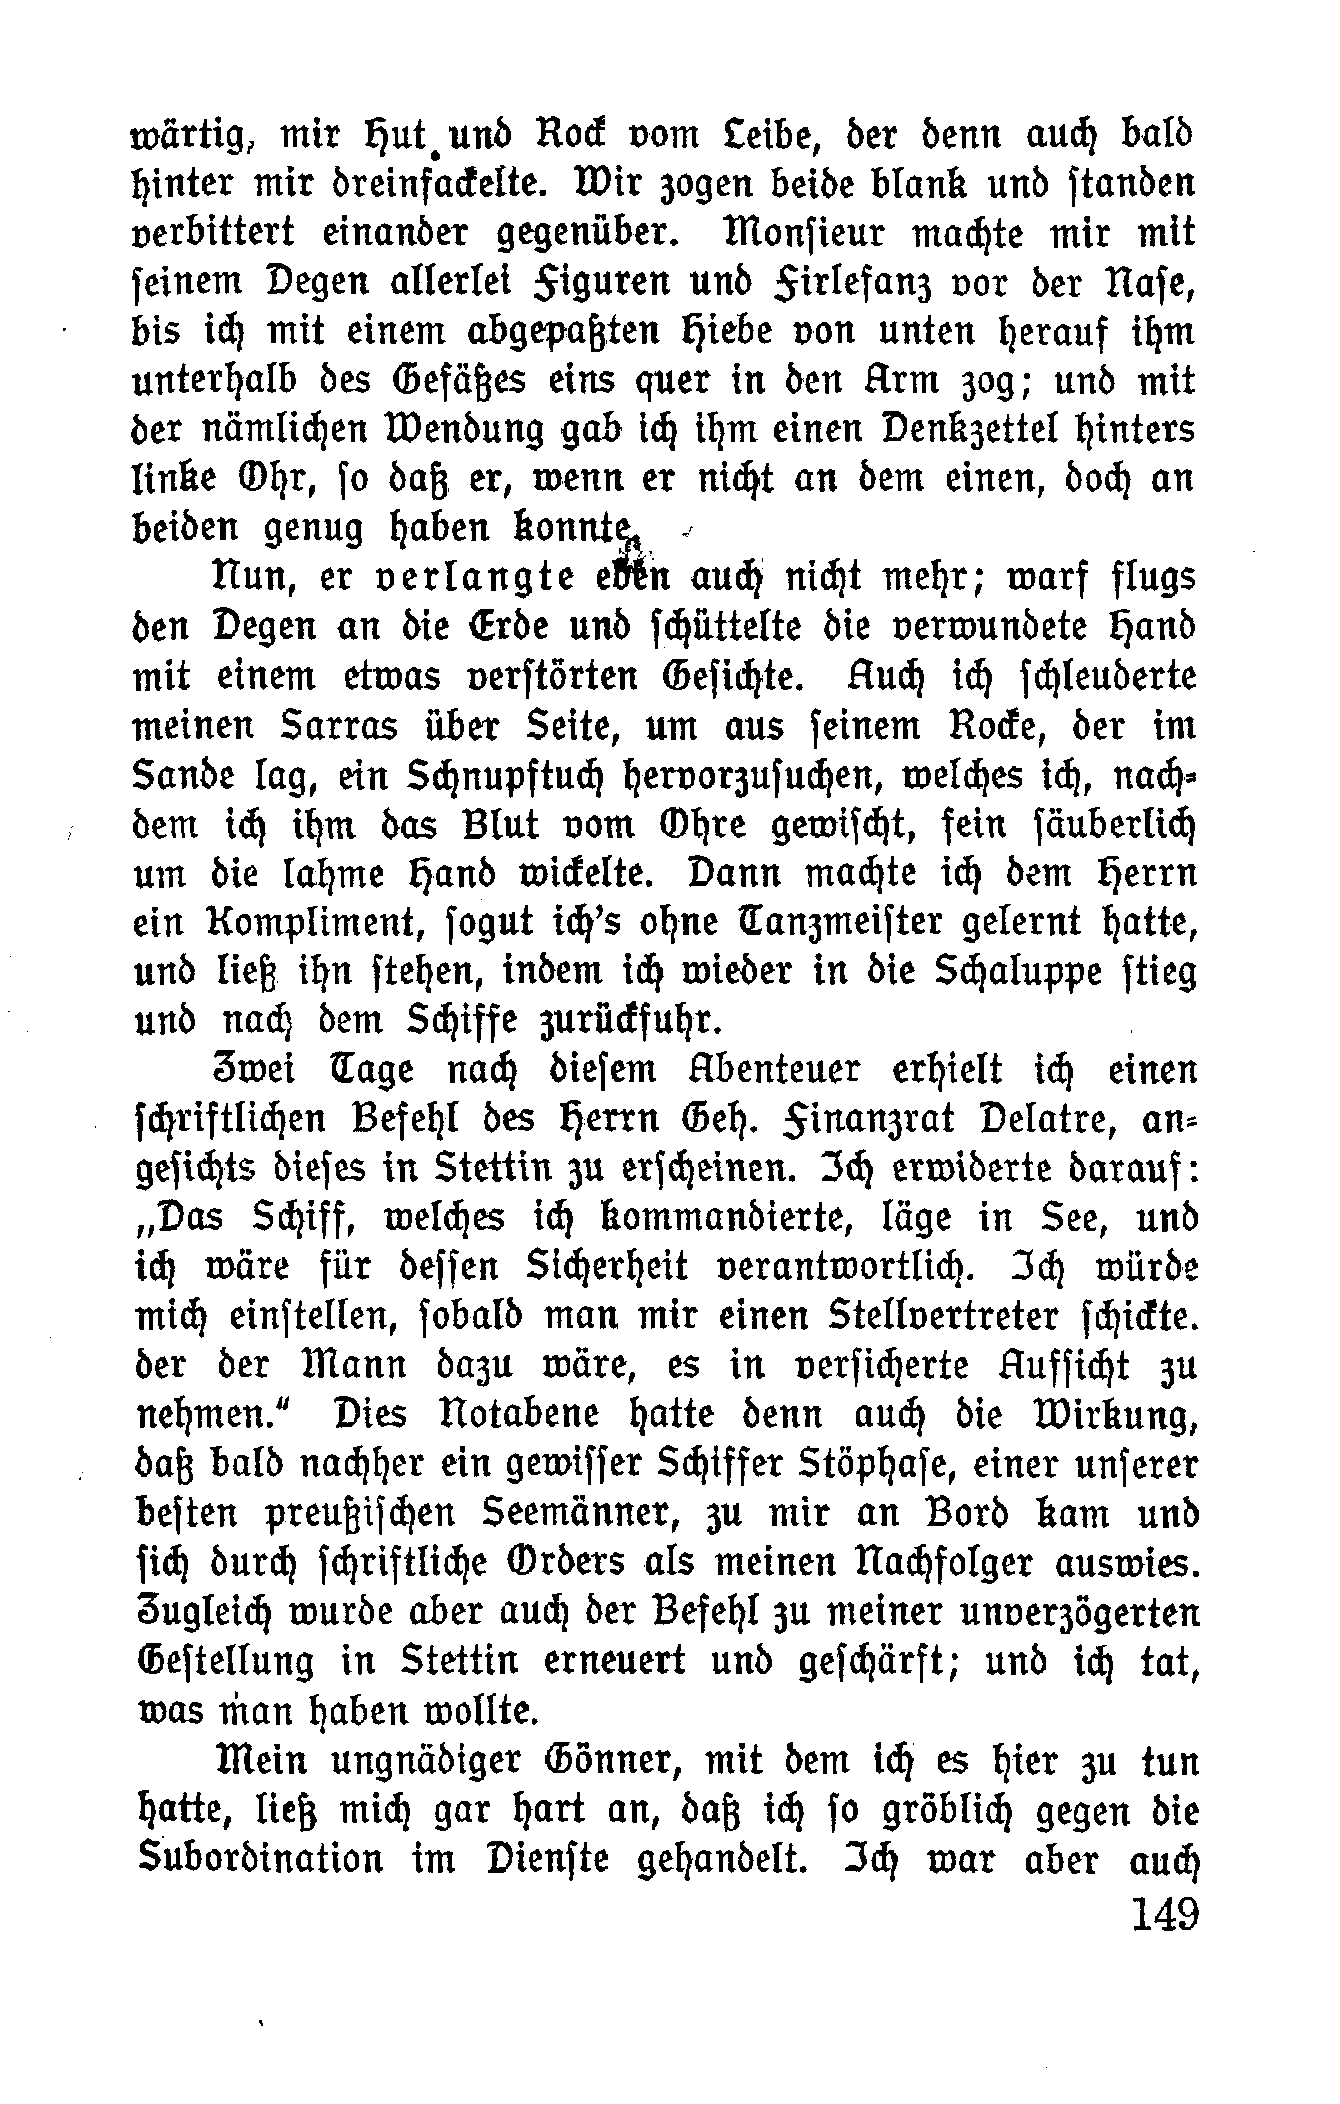 wärtig, mir Hut und Rock vom Leibe, der denn auch bald
hinter mir dreinfackelte. Wir zogen beide blank und ſtanden
verbittert einander gegenüber. Monſieur machte mir mit
ſeinem Degen allerlei Figuren und Firlefanz vor der Naſe,
bis ich mit einem abgepaßten Hiebe von unten herauf ihm
unterhalb des Gefäßes eins quer in den Arm zog; und mit
der nämlichen Wendung gab ich ihm einen Denkzettel hinters
linke Ohr, ſo daß er, wenn er nicht an dem einen, doch an
beiden genug haben konnte.
Nun, er verlangte eben auch nicht mehr; warf flugs
den Degen an die Erde und ſchüttelte die verwundete Hand
mit einem etwas verſtörten Geſichte. Auch ich ſchleuderte
meinen Sarras über Seite, um aus ſeinem Rocke, der im
Sande lag, ein Schnupftuch hervorzuſuchen, welches ich, nach-
dem ich ihm das Blut vom Ohre gewiſcht, fein ſäuberlich
um die lahme Hand wickelte. Dann machte ich dem Herrn
ein Kompliment, ſogut ich's ohne Tanzmeiſter gelernt hatte,
und ließ ihn ſtehen, indem ich wieder in die Schaluppe ſtieg
und nach dem Schiffe zurückfuhr.
Zwei Tage nach dieſem Abenteuer erhielt ich einen
ſchriftlichen Befehl des Herrn Geh. Finanzrat Delatre, an-
geſichts dieſes in Stettin zu erſcheinen. Ich erwiderte darauf:
„Das Schiff, welches ich kommandierte, läge in See, und
ich wäre für deſſen Sicherheit verantwortlich. Ich würde
mich einſtellen, ſobald man mir einen Stellvertreter ſchickte.
der der Mann dazu wäre, es in verſicherte Aufſicht zu
nehmen.“ Dies Notabene hatte denn auch die Wirkung,
daß bald nachher ein gewiſſer Schiffer Stöphaſe, einer unſerer
beſten preußiſchen Seemänner, zu mir an Bord kam und
ſich durch ſchriftliche Orders als meinen Nachfolger auswies.
Zugleich wurde aber auch der Befehl zu meiner unverzögerten
Geſtellung in Stettin erneuert und geſchärft; und ich tat,
was man haben wollte.
Mein ungnädiger Gönner, mit dem ich es hier zu tun
hatte, ließ mich gar hart an, daß ich ſo gröblich gegen die
Subordination im Dienſte gehandelt. Ich war aber auch
149